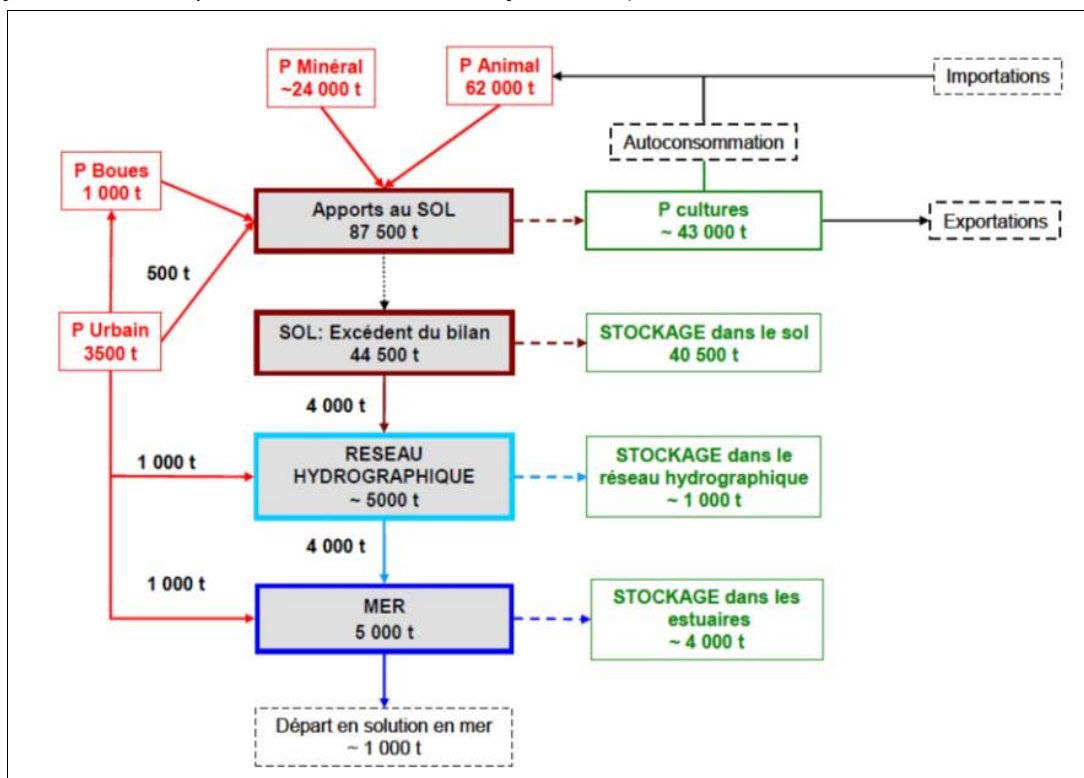 P Minéral
~24 000 t
P Animal
62 000 t
Importations
Autoconsommation
P Boues
1 000 t
Apports au SOL
87 500 t
P cultures
~ 43 000 t
Exportations
500 t
P Urbain
3500 t
SOL: Excédent du bilan
44 500 t
STOCKAGE dans le sol
40 500 t
4 000 t
1 000 t
RESEAU
HYDROGRAPHIQUE
~ 5000 t
STOCKAGE dans le
réseau hydrographique
~ 1 000 t
4 000 t
1 000 t
MER
5 000 t
STOCKAGE dans les
estuaires
~ 4 000 t
Départ en solution en mer
~ 1 000 t